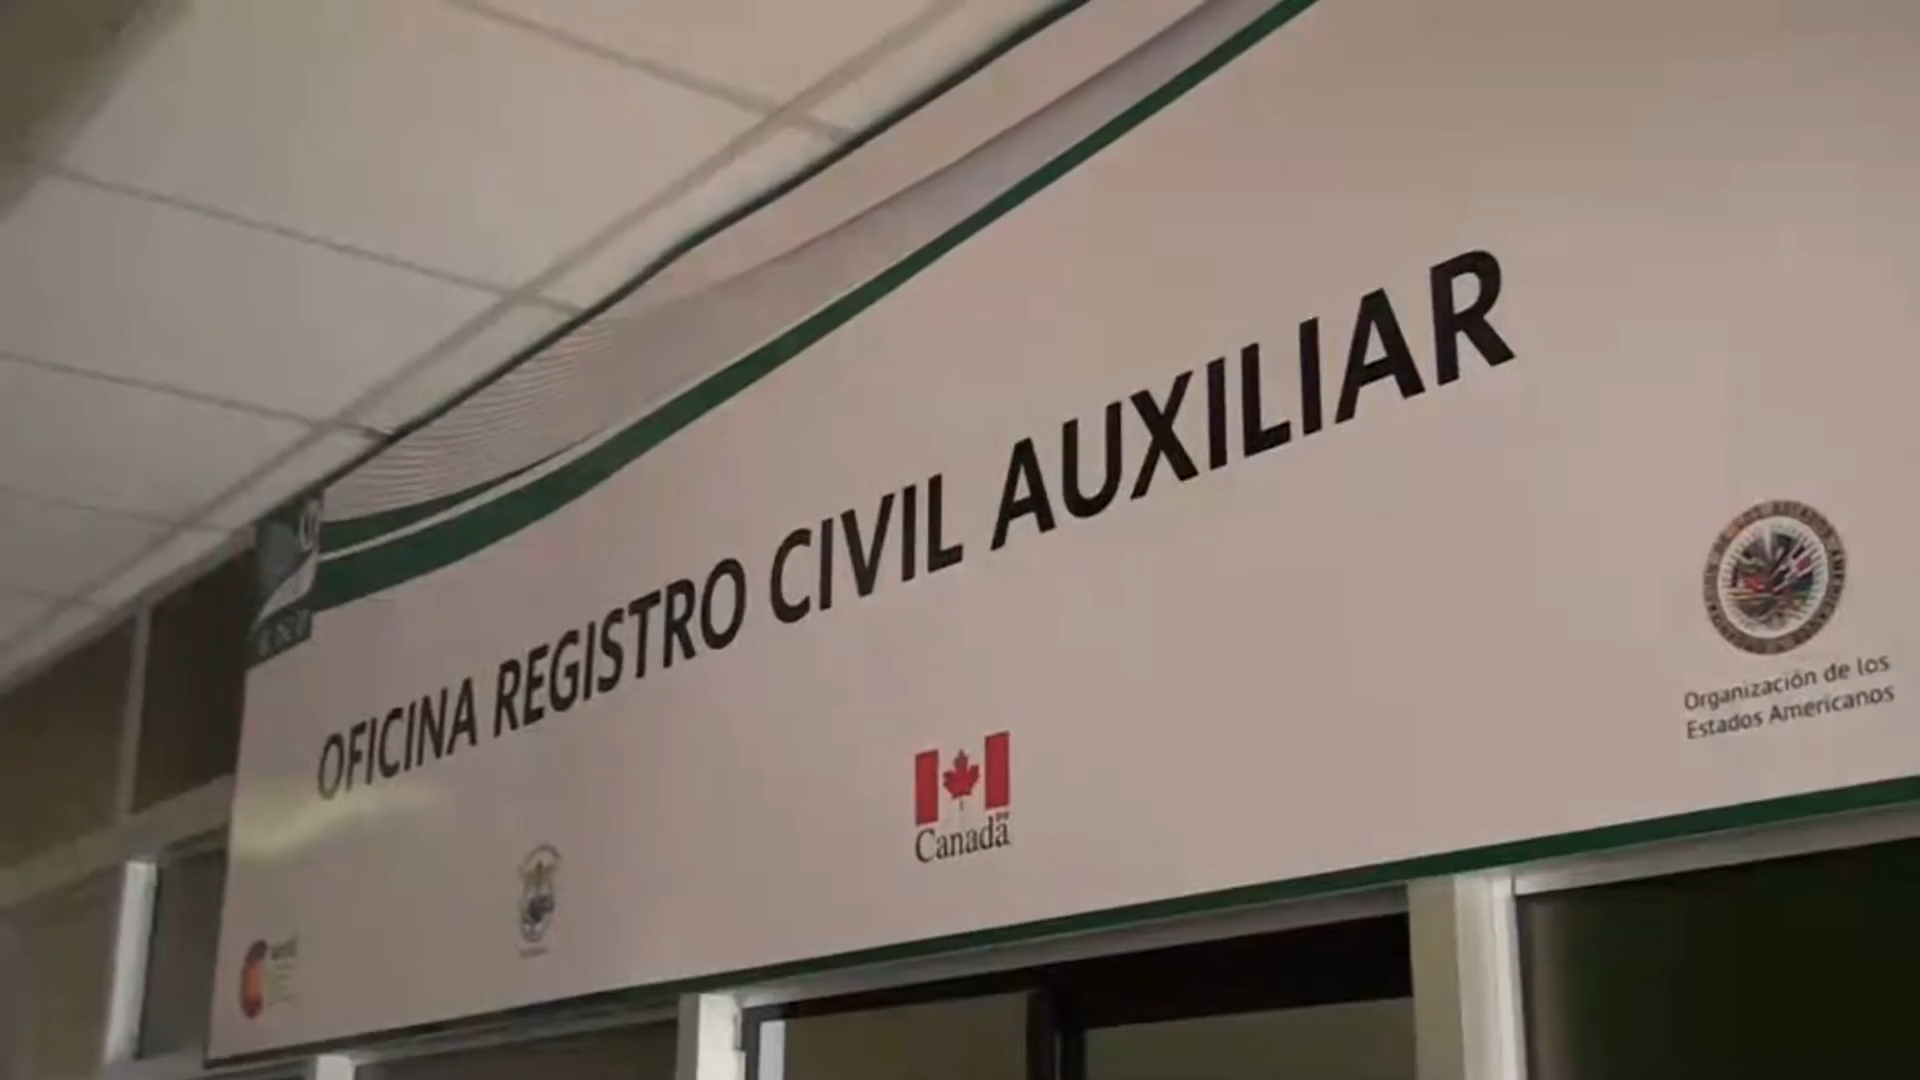 OFICINA REGISTRO CIVIL AUXILIAR
Canada
Organización de los
Estados Americanos